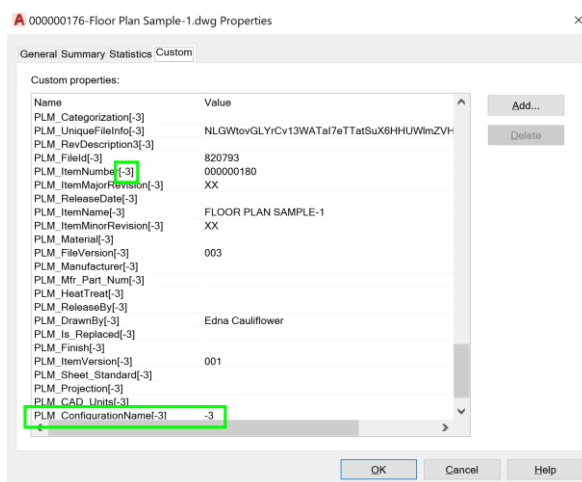 000000176-Floor Plan Sample-1.dwg Properties
General Summary Statistics Custom
Custom properties:
Name Value
Add...
PLM_Categorization[-3]
PLM_UniqueFileInfo[-3] NLGWtovGLYrCv13WATaI7eTTatSuX6HHUWlmZVH
Delete
PLM_RevDescription3[-3]
PLM_FileId[-3] 820793
PLM_ItemNumber[-3] 000000180
PLM_ItemMajorRevision[-3] XX
PLM_ReleaseDate[-3]
PLM_ItemName[-3] FLOOR PLAN SAMPLE-1
PLM_ItemMinorRevision[-3] XX
PLM_Material[-3]
PLM_FileVersion[-3] 003
PLM_Manufacturer[-3]
PLM_Mfr_Part_Num[-3]
PLM_HeatTreat[-3]
PLM_ReleaseBy[-3]
PLM_DrawnBy[-3] Edna Cauliflower
PLM_Is_Replaced[-3]
PLM_Finish[-3]
PLM_ItemVersion[-3] 001
PLM_Sheet_Standard[-3]
PLM_Projection[-3]
PLM_CAD_Units[-3]
PLM_ConfigurationName[-3] -3
OK Cancel Help